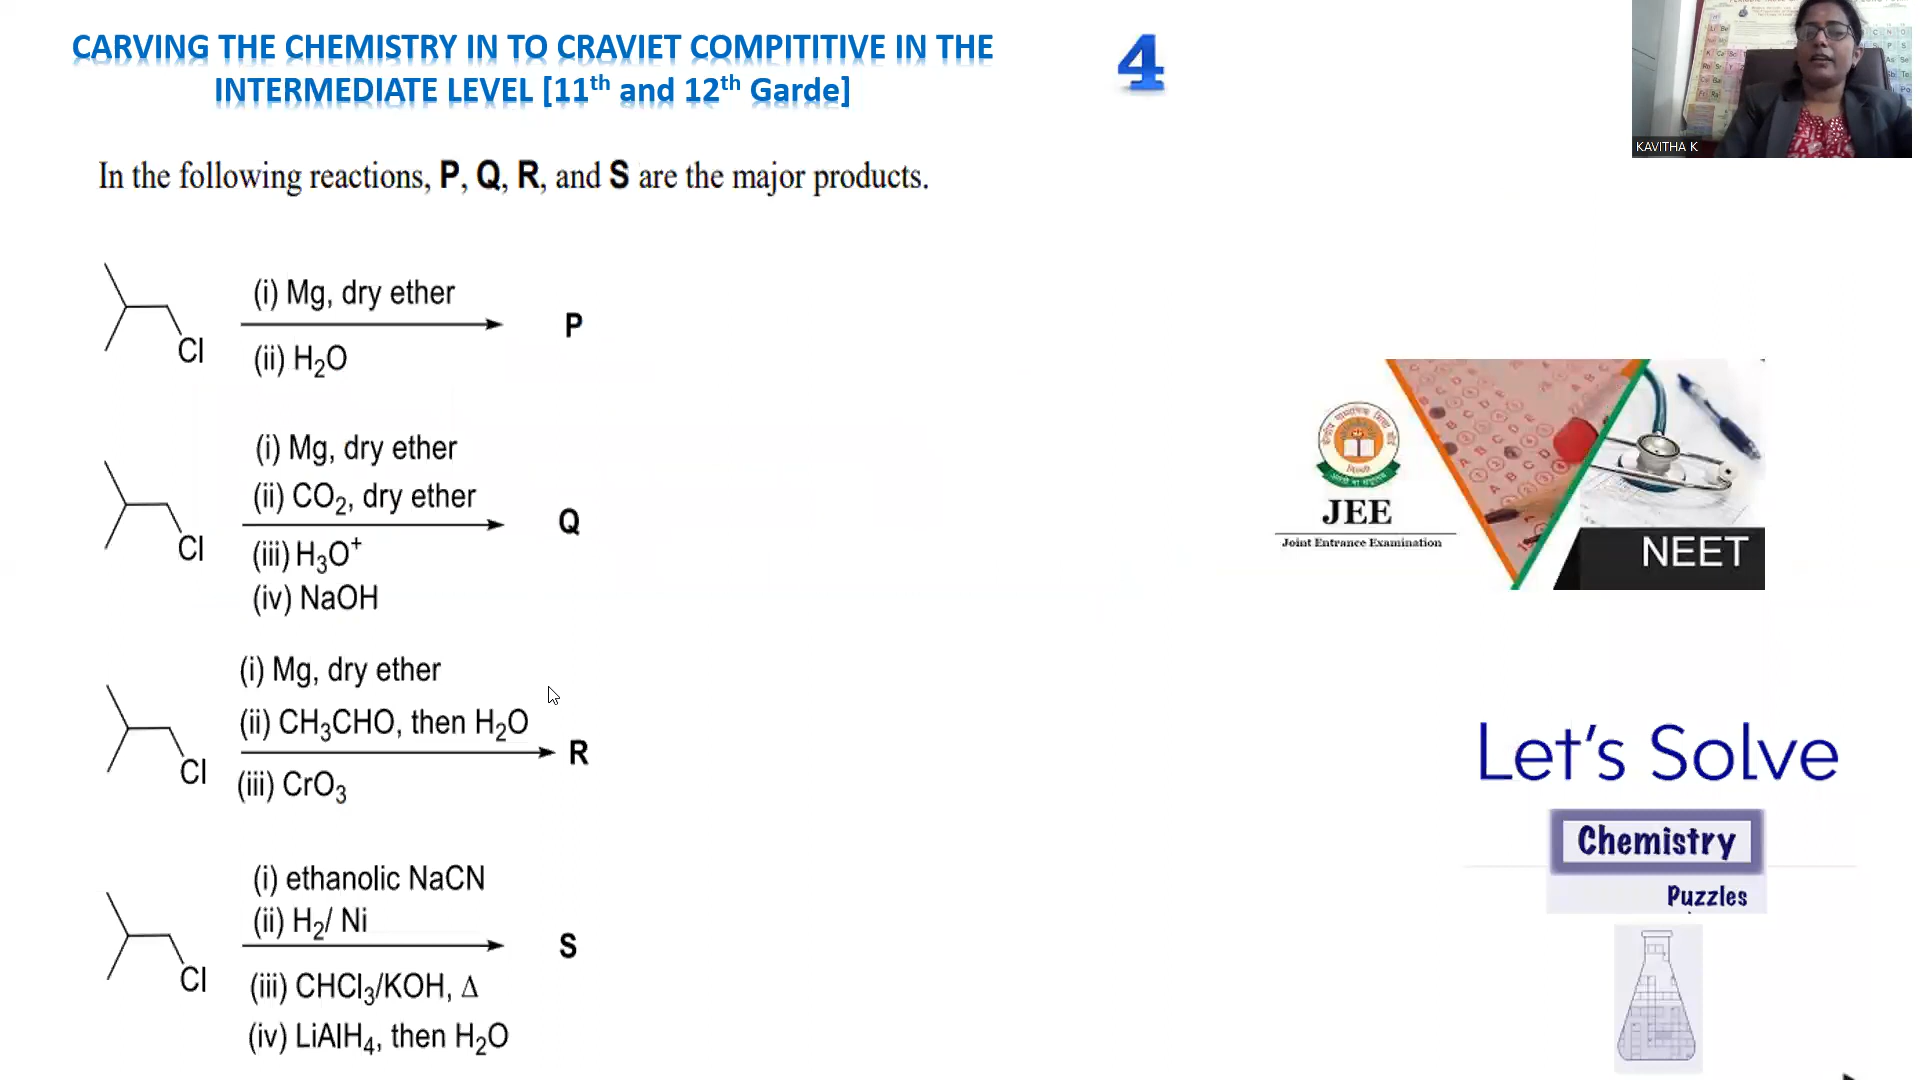 CARVING THE CHEMISTRY IN TO CRAVIET COMPITITIVE IN THE
INTERMEDIATE LEVEL [11th and 12th Garde]
4
KAVITHA K
In the following reactions, P, Q, R, and S are the major products.
Cl
(i) Mg, dry ether
(ii) H2O
P
Cl
(i) Mg, dry ether
(ii) CO2, dry ether
(iii) H3O+
(iv) NaOH
Q
JEE
Joint Entrance Examination
NEET
Cl
(i) Mg, dry ether
(ii) CH3CHO, then H2O
(iii) CrO3
R
Let's Solve
Chemistry
Puzzles
Cl
(i) ethanolic NaCN
(ii) H2/ Ni
(iii) CHCl3/KOH, Δ
(iv) LiAlH4, then H2O
S